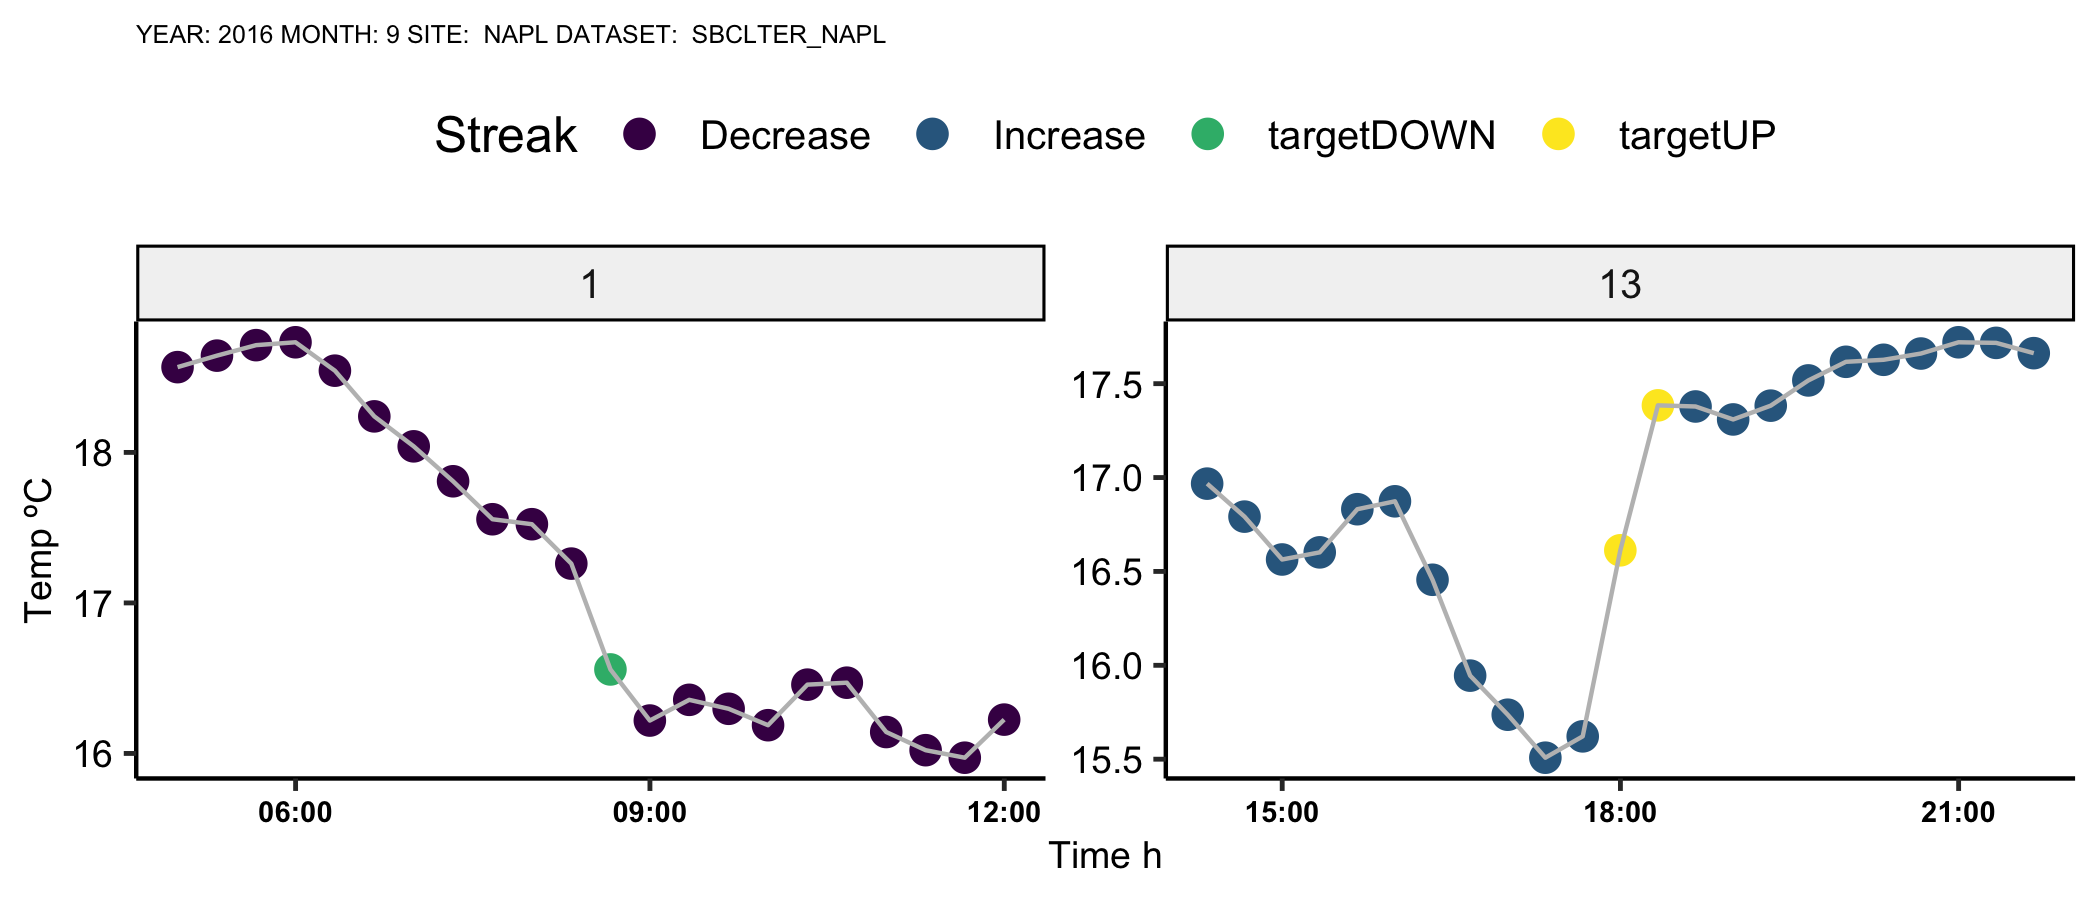 YEAR: 2016 MONTH: 9 SITE:  NAPL DATASET:  SBCLTER_NAPL
Streak Decrease Increase targetDOWN targetUP
1
13
Temp ºC
18
17
16
06:00 09:00 12:00
17.5
17.0
16.5
16.0
15.5
15:00 18:00 21:00
Time h